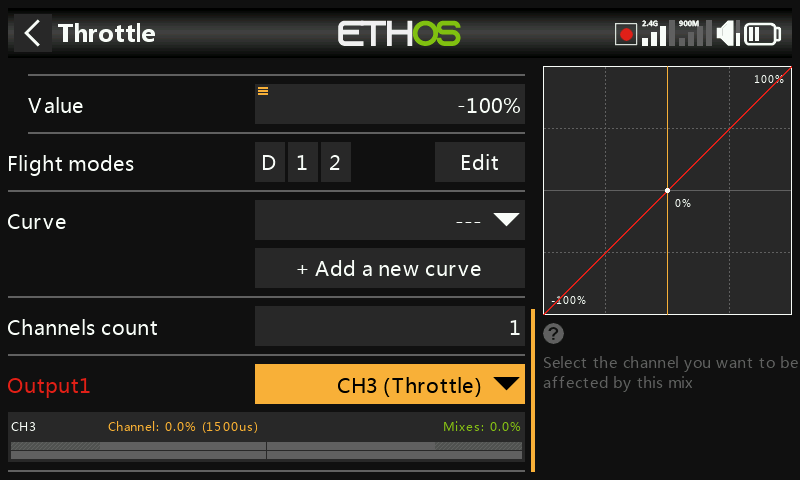 Throttle
ETHOS
2.4G
900M
Value
-100%
Flight modes
D
1
2
Edit
Curve
---
+ Add a new curve
Channels count
1
Output1
CH3 (Throttle)
CH3
Channel: 0.0% (1500us)
Mixes: 0.0%
100%
0%
-100%
?
Select the channel you want to be
affected by this mix